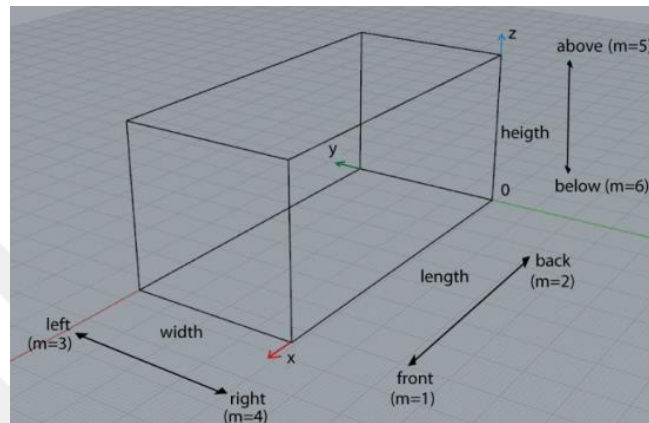 z
above (m=5)
y
heigth
below (m=6)
0
back
(m=2)
length
left
(m=3)
width
x
front
(m=1)
right
(m=4)